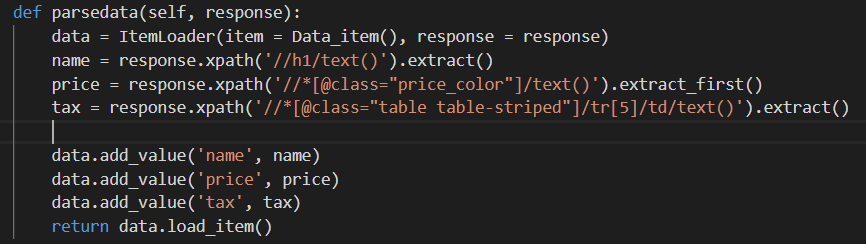 def parsedata(self, response):
    data = ItemLoader(item = Data_item(), response = response)
    name = response.xpath('//h1/text()').extract()
    price = response.xpath('//*[@class="price_color"]/text()').extract_first()
    tax = response.xpath('//*[@class="table table-striped"]/tr[5]/td/text()').extract()
    data.add_value('name', name)
    data.add_value('price', price)
    data.add_value('tax', tax)
    return data.load_item()